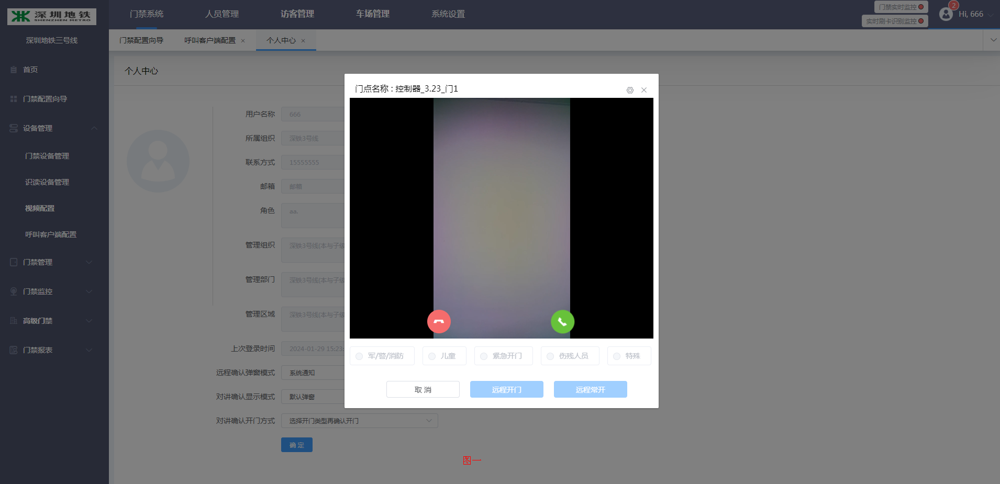 深圳地铁
SHENZHEN METRO
深圳地铁三号线
首页
门禁配置向导
设备管理
门禁设备管理
识读设备管理
视频配置
呼叫客户端配置
门禁管理
门禁监控
高级门禁
门禁报表
门禁系统
人员管理
访客管理
车场管理
系统设置
门禁实时监控
实时刷卡识别监控
2
Hi, 666
门禁配置向导
呼叫客户端配置
个人中心
个人中心
用户名称
666
所属组织
深铁3号线
联系方式
15555555
邮箱
邮箱
角色
aa.
管理组织
深铁3号线(本与子级
管理部门
深铁3号线(本与子级
管理区域
深铁3号线(本与子级
上次登录时间
2024-01-29 15:23:
远程确认弹窗模式
系统通知
对讲确认显示模式
默认弹窗
对讲确认开门方式
选择开门类型再确认开门
确 定
门点名称 : 控制器_3.23_门1
军/警/消防
儿童
紧急开门
伤残人员
特殊
取 消
远程开门
远程常开
图一